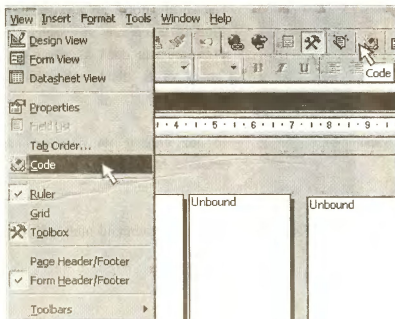 View Insert Format Tools Window Help
Design View
Form View
Datasheet View
Code
Properties
Field List
· 4 · 1 · 5 · 1 · 6 · 1 · 7 · 1 · 8 · 1 · 9 · 1
Tab Order...
Code
Ruler
Unbound
Unbound
Grid
Toolbox
Page Header/Footer
Form Header/Footer
Toolbars